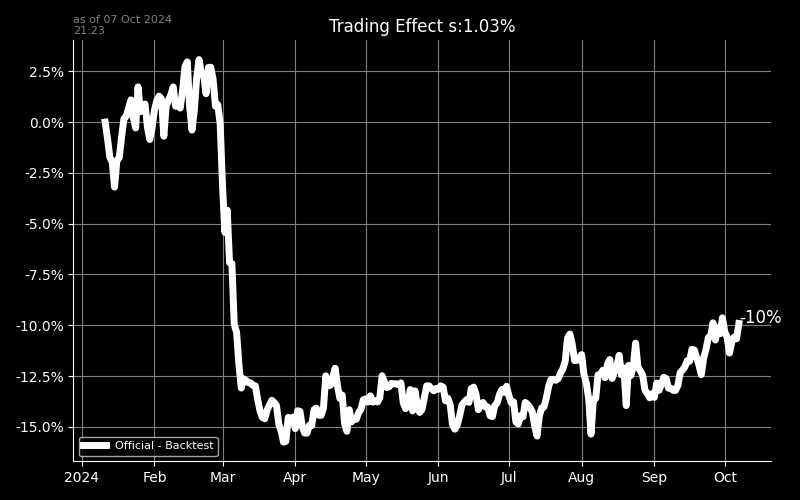 as of 07 Oct 2024
21:23
Trading Effect s:1.03%
2.5%
0.0%
-2.5%
-5.0%
-7.5%
-10.0%
-12.5%
-15.0%
-10%
Official - Backtest
2024 Feb Mar Apr May Jun Jul Aug Sep Oct